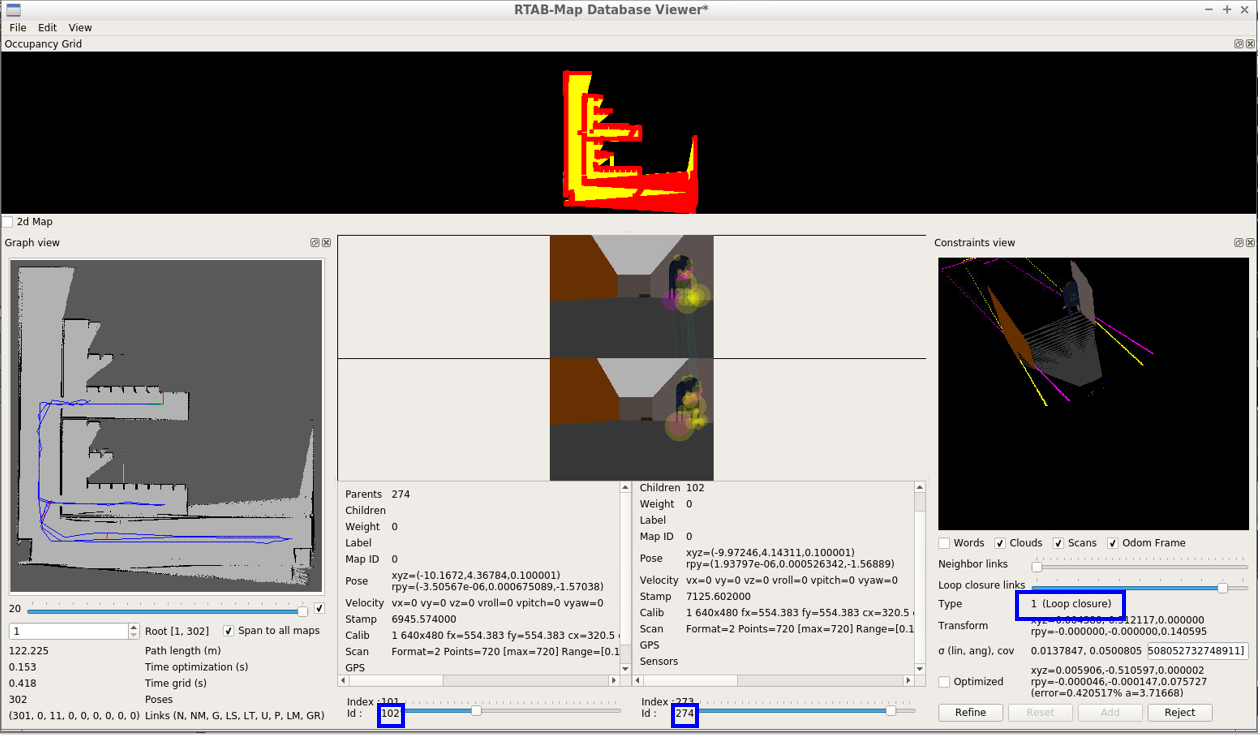 RTAB-Map Database Viewer*
File Edit View
Occupancy Grid
2d Map
Graph view
Constraints view
Parents 274
Children
Weight 0
Label
Map ID 0
Pose xyz=(-10.1672,4.36784,0.100001)
rpy=(-3.50567e-06,0.000675089,-1.57038)
Velocity vx=0 vy=0 vz=0 vroll=0 vpitch=0 vyaw=0
Stamp 6945.574000
Calib 1 640x480 fx=554.383 fy=554.383 cx=320.5
Scan Format=2 Points=720 [max=720] Range=[0.1
GPS
Children 102
Weight 0
Label
Map ID 0
Pose xyz=(-9.97246,4.14311,0.100001)
rpy=(1.93797e-06,0.000526342,-1.56889)
Velocity vx=0 vy=0 vz=0 vroll=0 vpitch=0 vyaw=0
Stamp 7125.602000
Calib 1 640x480 fx=554.383 fy=554.383 cx=320.5
Scan Format=2 Points=720 [max=720] Range=[0.1
GPS
Sensors
Words Clouds Scans Odom Frame
Neighbor links
Loop closure links
Type 1 (Loop closure)
Transform
rpy=-0.000000,-0.000000,0.140595
σ (lin, ang), cov 0.0137847, 0.0500805 508052732748911]
Optimized xyz=0.005906,-0.510597,0.000002
rpy=-0.000046,-0.000147,0.075727
(error=0.420517% a=3.71668)
Refine Reset Add Reject
20
1 Root [1, 302] Span to all maps
122.225 Path length (m)
0.153 Time optimization (s)
0.418 Time grid (s)
302 Poses
(301, 0, 11, 0, 0, 0, 0, 0, 0) Links (N, NM, G, LS, LT, U, P, LM, GR)
Index :101
Id : 102
Index :273
Id : 274